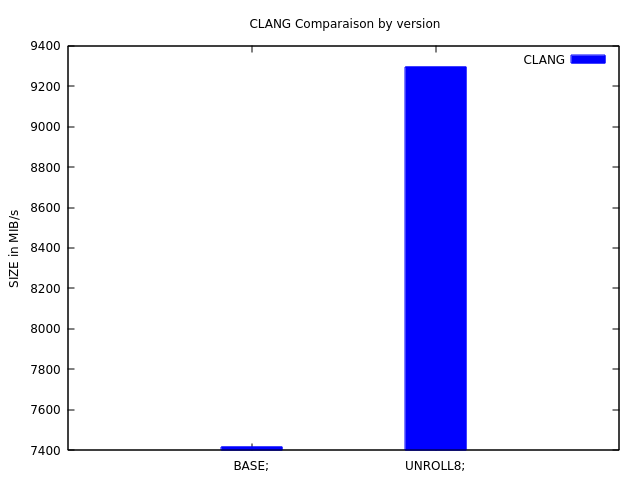 CLANG Comparaison by version
CLANG
SIZE in MIB/s
9400
9200
9000
8800
8600
8400
8200
8000
7800
7600
7400
BASE;
UNROLL8;